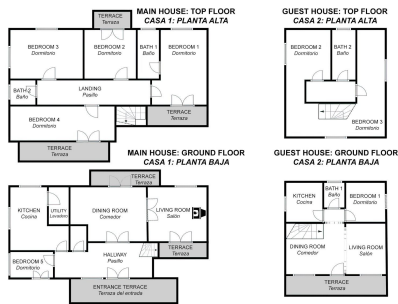 MAIN HOUSE: TOP FLOOR
CASA 1: PLANTA ALTA
TERRACE
Terraza
BEDROOM 3
Dormitorio
BEDROOM 2
Dormitorio
BATH 1
Baño
BEDROOM 1
Dormitorio
BATH 2
Baño
LANDING
Pasillo
BEDROOM 4
Dormitorio
TERRACE
Terraza
TERRACE
Terraza
GUEST HOUSE: TOP FLOOR
CASA 2: PLANTA ALTA
BEDROOM 2
Dormitorio
BATH 2
Baño
BEDROOM 3
Dormitorio
MAIN HOUSE: GROUND FLOOR
CASA 1: PLANTA BAJA
TERRACE
Terraza
KITCHEN
Cocina
UTILITY
Lavadero
DINING ROOM
Comedor
LIVING ROOM
Salón
TERRACE
Terraza
BEDROOM 5
Dormitorio
HALLWAY
Pasillo
ENTRANCE TERRACE
Terraza del entrada
GUEST HOUSE: GROUND FLOOR
CASA 2: PLANTA BAJA
KITCHEN
Cocina
BATH 1
Baño
BEDROOM 1
Dormitorio
DINING ROOM
Comedor
LIVING ROOM
Salón
TERRACE
Terraza